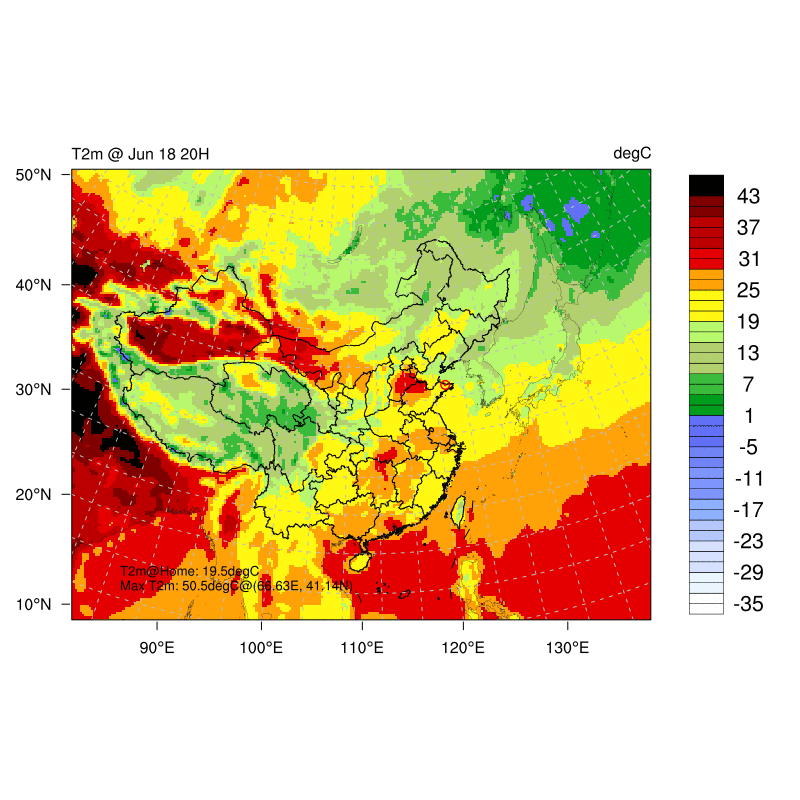 T2m @ Jun 18 20H
degC
50°N
40°N
30°N
20°N
10°N
90°E
100°E
110°E
120°E
130°E
T2m@Home: 19.5degC
Max T2m: 50.5degC@(66.63E, 41.14N)
43
37
31
25
19
13
7
1
-5
-11
-17
-23
-29
-35